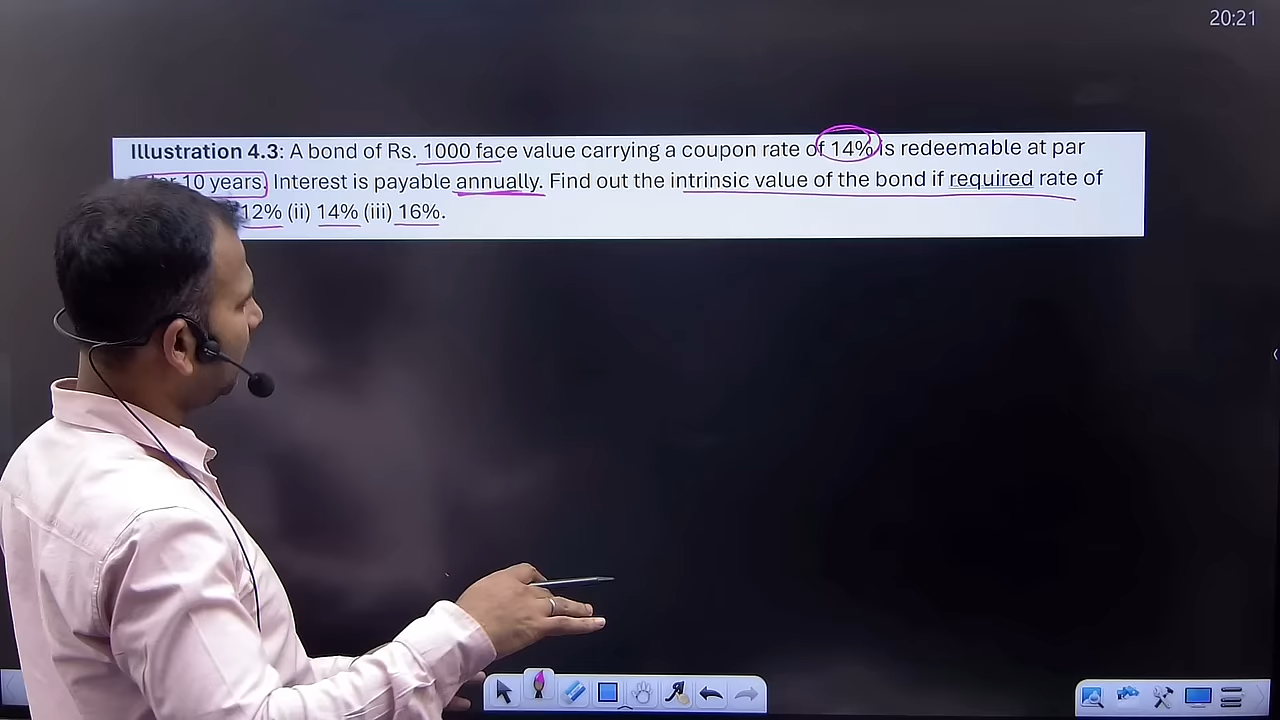 20:21
Illustration 4.3: A bond of Rs. 1000 face value carrying a coupon rate of 14% is redeemable at par
10 years. Interest is payable annually. Find out the intrinsic value of the bond if required rate of
12% (ii) 14% (iii) 16%.